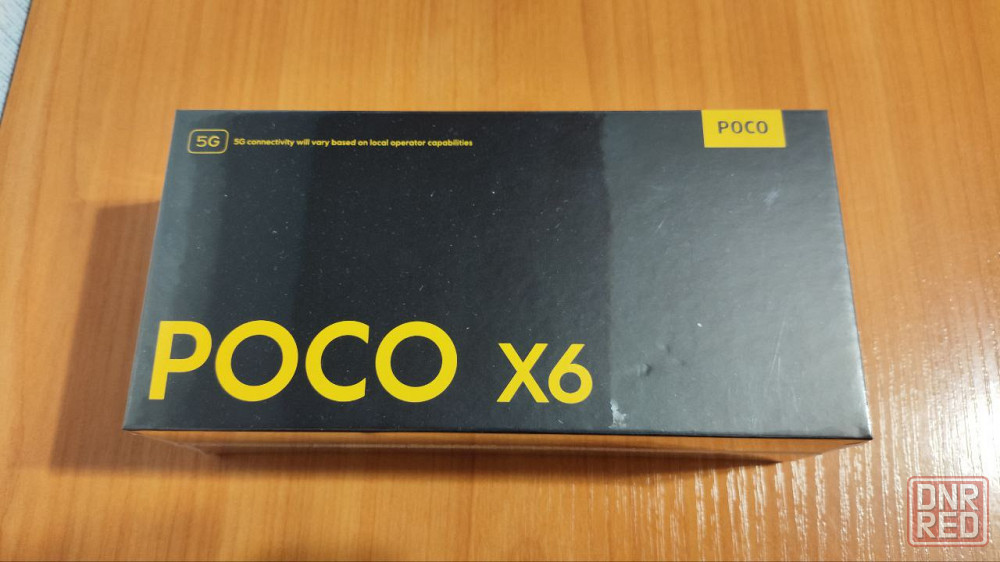 POCO
5G 5G connectivity will vary based on local operator capabilities
POCO X6
DNR
RED